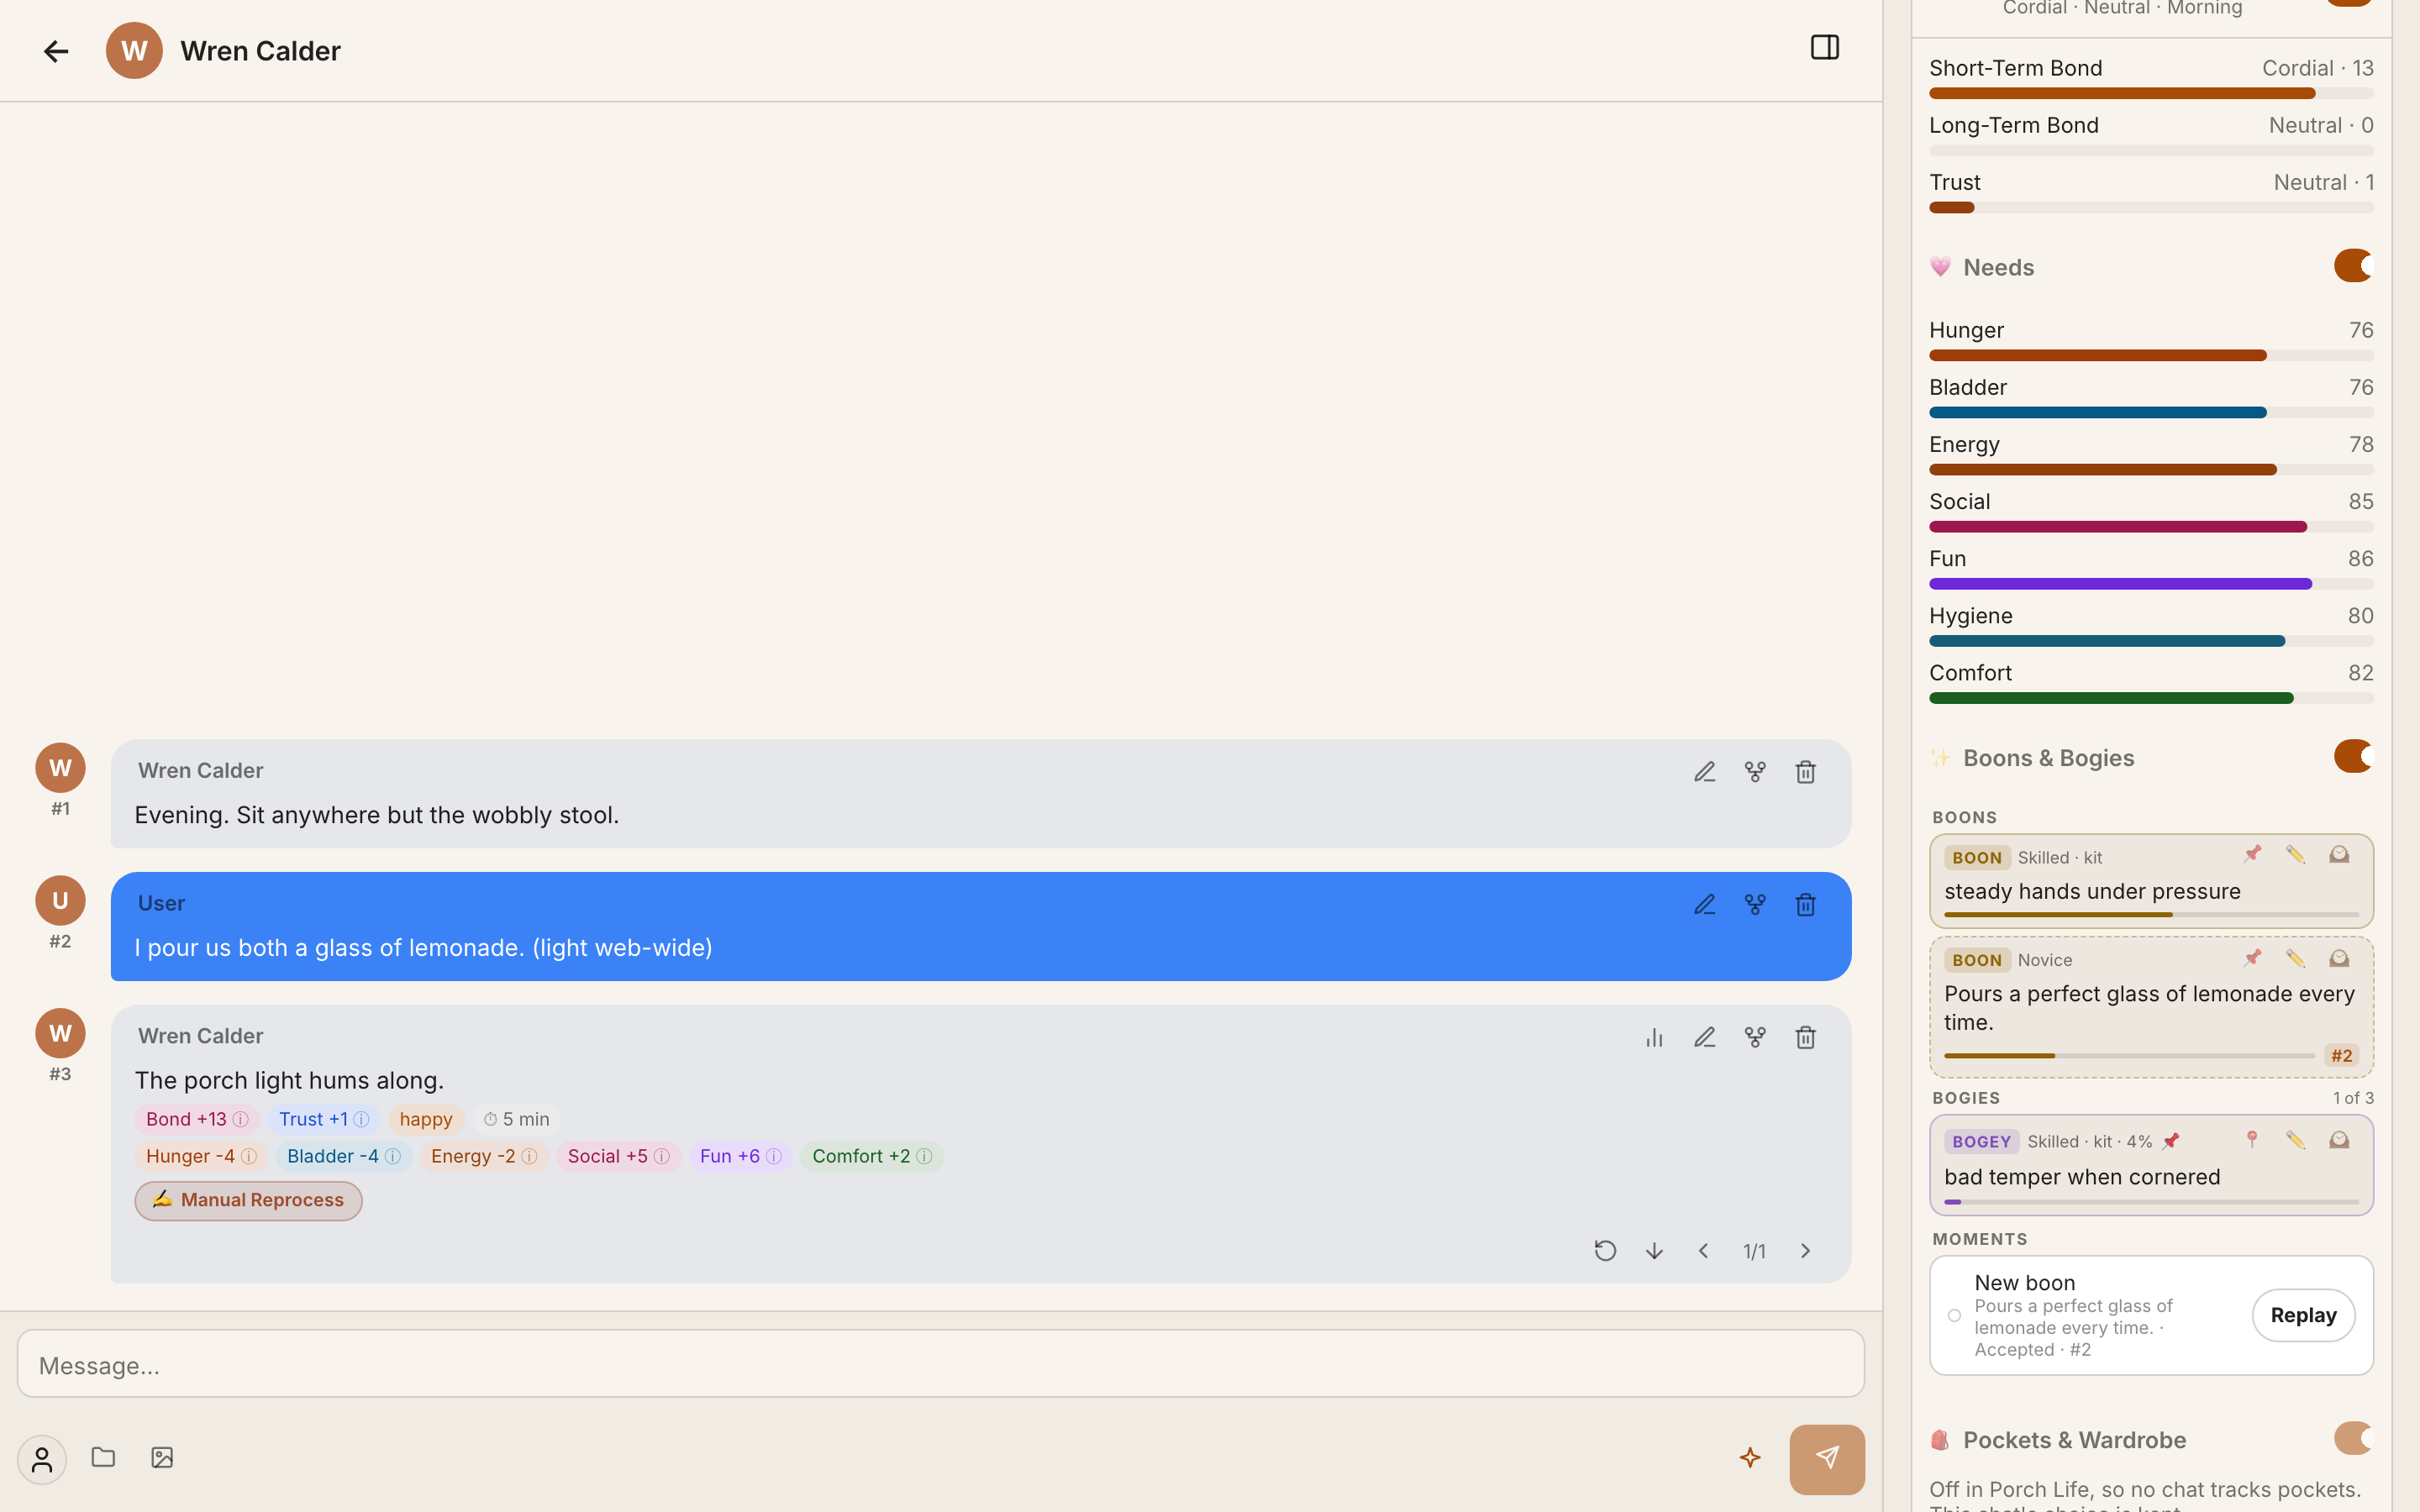 W
Wren Calder
W
#1
Wren Calder
Evening. Sit anywhere but the wobbly stool.
U
#2
User
I pour us both a glass of lemonade. (light web-wide)
W
#3
Wren Calder
The porch light hums along.
Bond +13 ⓘ Trust +1 ⓘ happy ⏱ 5 min
Hunger -4 ⓘ Bladder -4 ⓘ Energy -2 ⓘ Social +5 ⓘ Fun +6 ⓘ Comfort +2 ⓘ
✍️ Manual Reprocess
1/1
Message...
Cordial · Neutral · Morning
Short-Term Bond Cordial · 13
Long-Term Bond Neutral · 0
Trust Neutral · 1
Needs
Hunger 76
Bladder 76
Energy 78
Social 85
Fun 86
Hygiene 80
Comfort 82
Boons & Bogies
BOONS
BOON Skilled · kit
steady hands under pressure
BOON Novice
Pours a perfect glass of lemonade every
time.
#2
BOGIES 1 of 3
BOGEY Skilled · kit · 4%
bad temper when cornered
MOMENTS
New boon
Pours a perfect glass of
lemonade every time. ·
Accepted · #2
Replay
Pockets & Wardrobe
Off in Porch Life, so no chat tracks pockets.